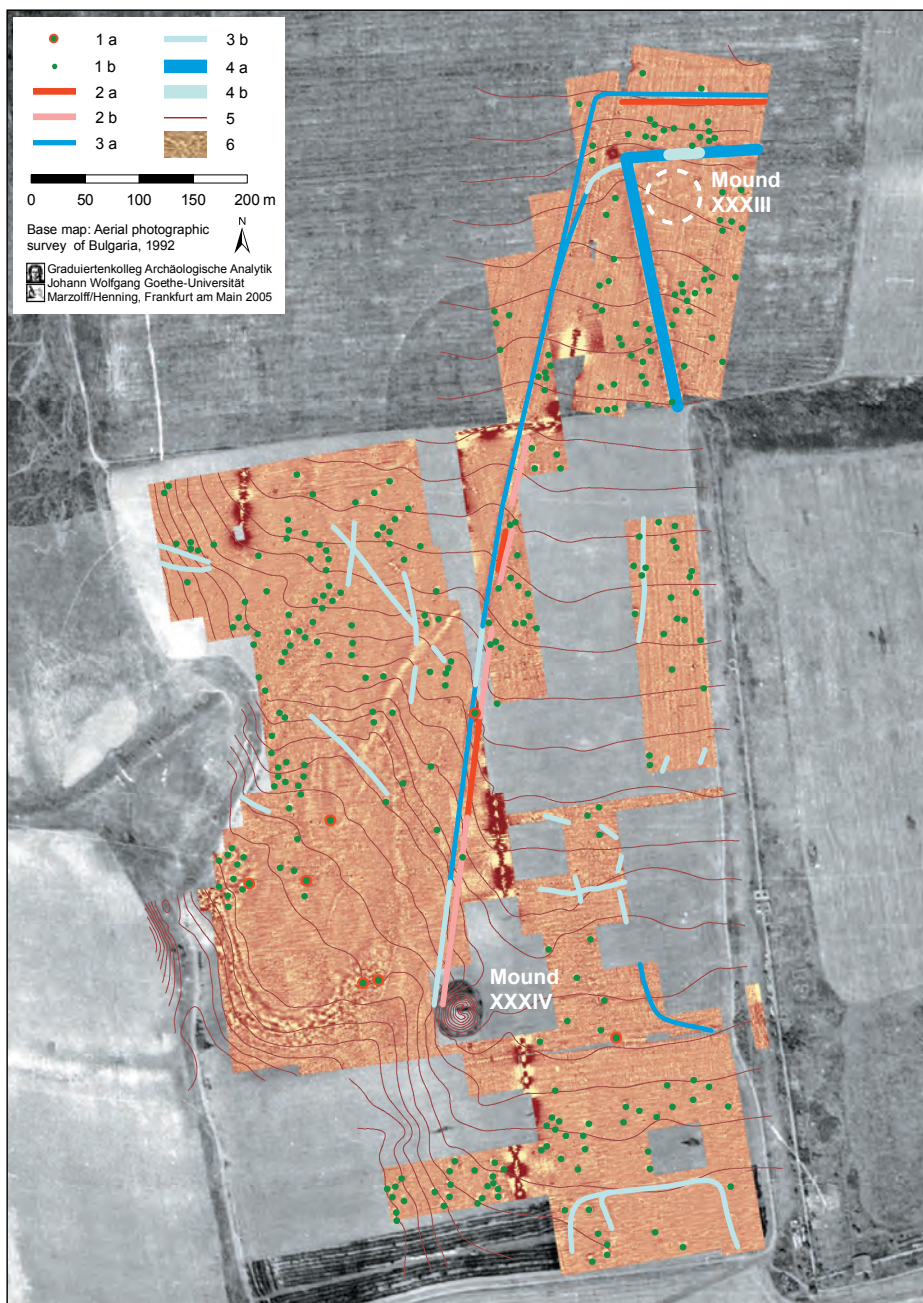 1 a
1 b
2 a
2 b
3 a
3 b
4 a
4 b
5
6
0 50 100 150 200 m
Base map: Aerial photographic
survey of Bulgaria, 1992
N
Graduiertenkolleg Archäologische Analytik
Johann Wolfgang Goethe-Universität
Marzolff/Henning, Frankfurt am Main 2005
Mound
XXXIII
Mound
XXXIV